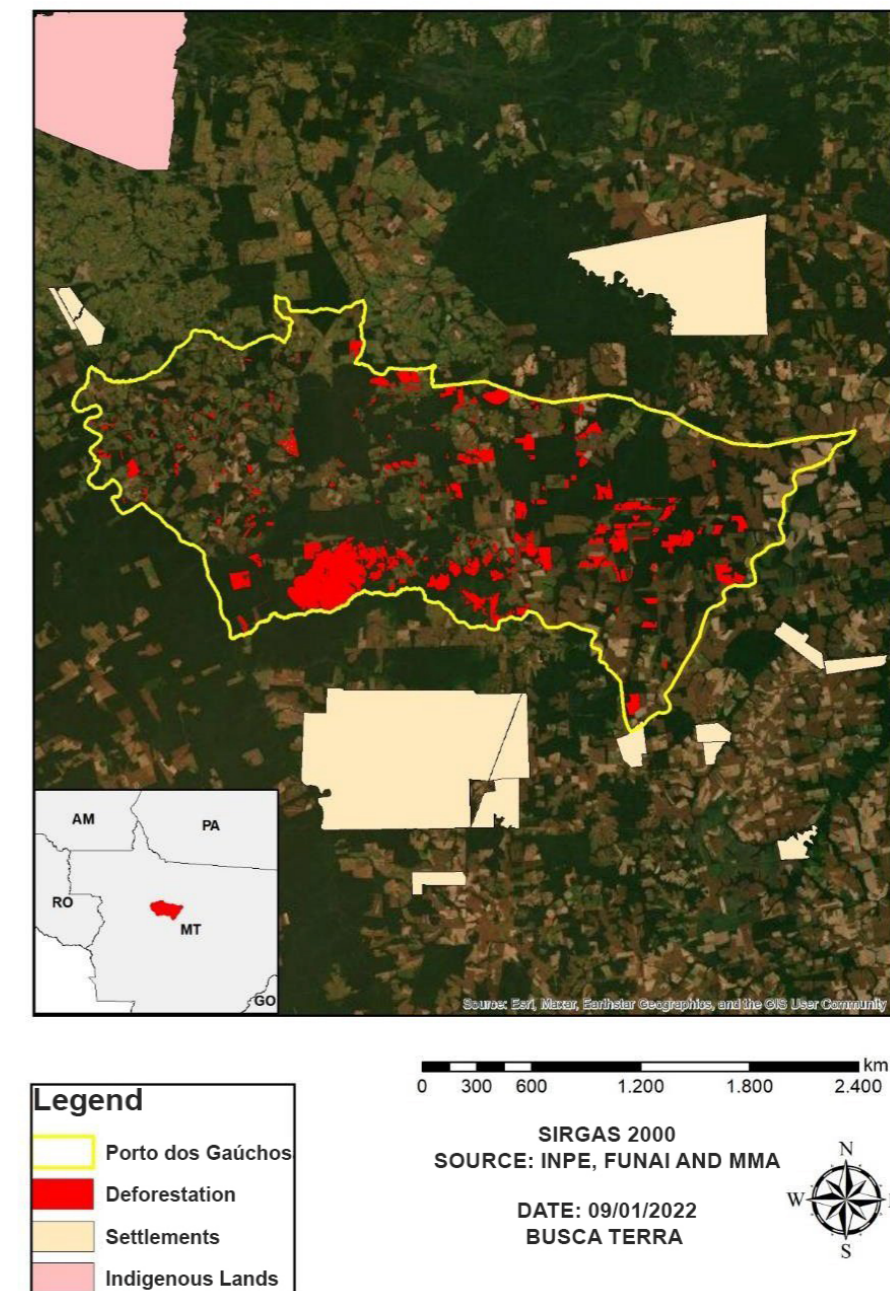 AM
PA
RO
MT
GO
Source: Esri, Maxar, Earthstar Geographics, and the GIS User Community
km
0 300 600 1.200 1.800 2.400
Legend
Porto dos Gaúchos
Deforestation
Settlements
Indigenous Lands
SIRGAS 2000
SOURCE: INPE, FUNAI AND MMA
DATE: 09/01/2022
BUSCA TERRA
N
W
S